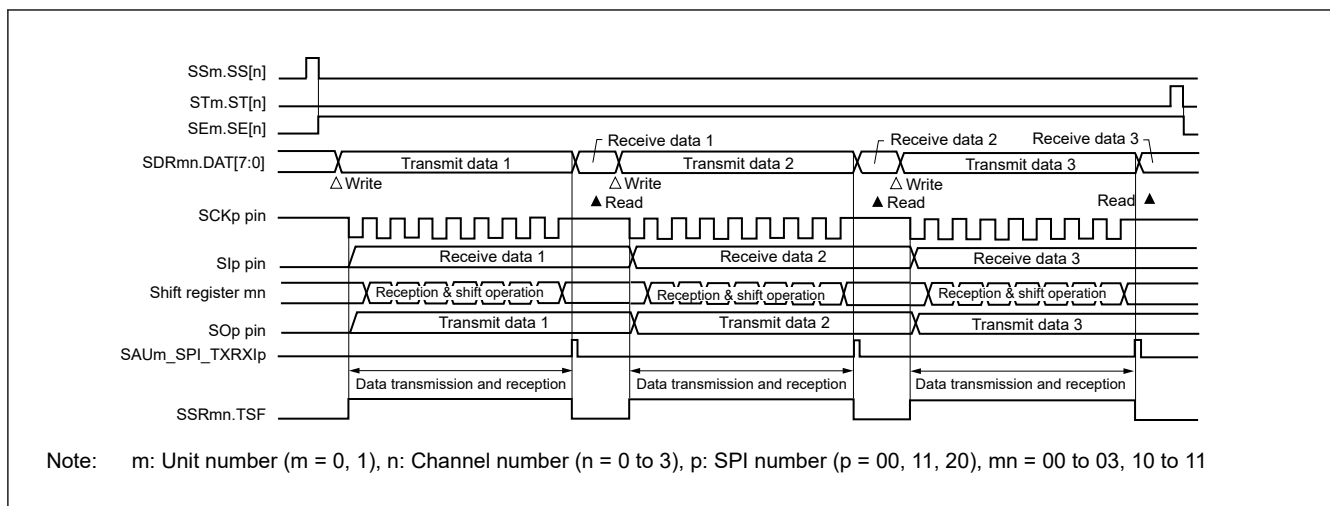 SSm.SS[n]
STm.ST[n]
SEm.SE[n]
Receive data 1 Receive data 2 Receive data 3
SDRmn.DAT[7:0] Transmit data 1 Transmit data 2 Transmit data 3
△Write △Write △Write
▲Read ▲Read Read ▲
SCKp pin
SIp pin Receive data 1 Receive data 2 Receive data 3
Shift register mn Reception & shift operation Reception & shift operation Reception & shift operation
SOp pin Transmit data 1 Transmit data 2 Transmit data 3
SAUm_SPI_TXRXIp
Data transmission and reception Data transmission and reception Data transmission and reception
SSRmn.TSF
Note: m: Unit number (m = 0, 1), n: Channel number (n = 0 to 3), p: SPI number (p = 00, 11, 20), mn = 00 to 03, 10 to 11